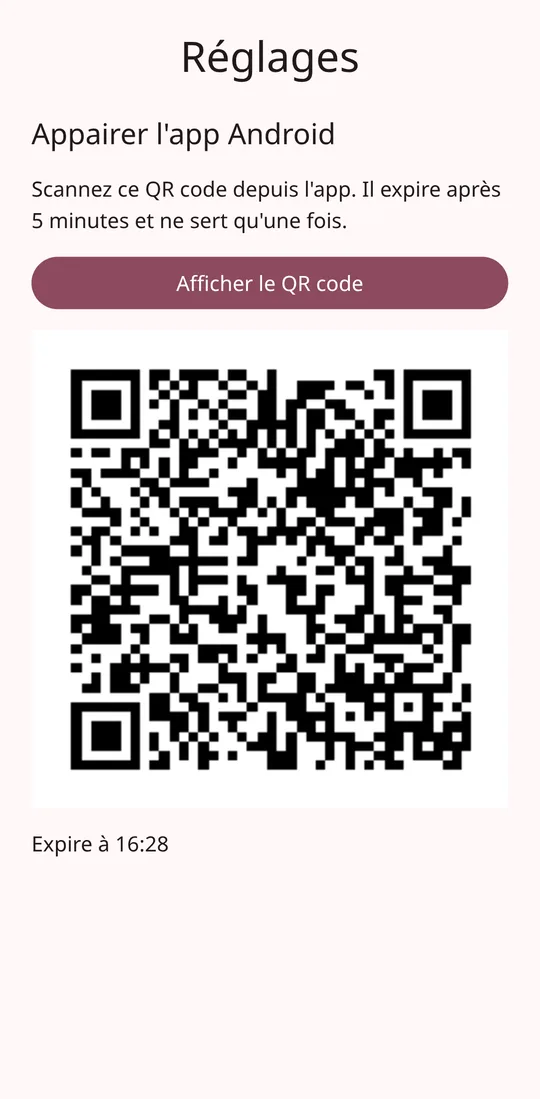 Réglages
Appairer l'app Android
Scannez ce QR code depuis l'app. Il expire après
5 minutes et ne sert qu'une fois.
Afficher le QR code
Expire à 16:28